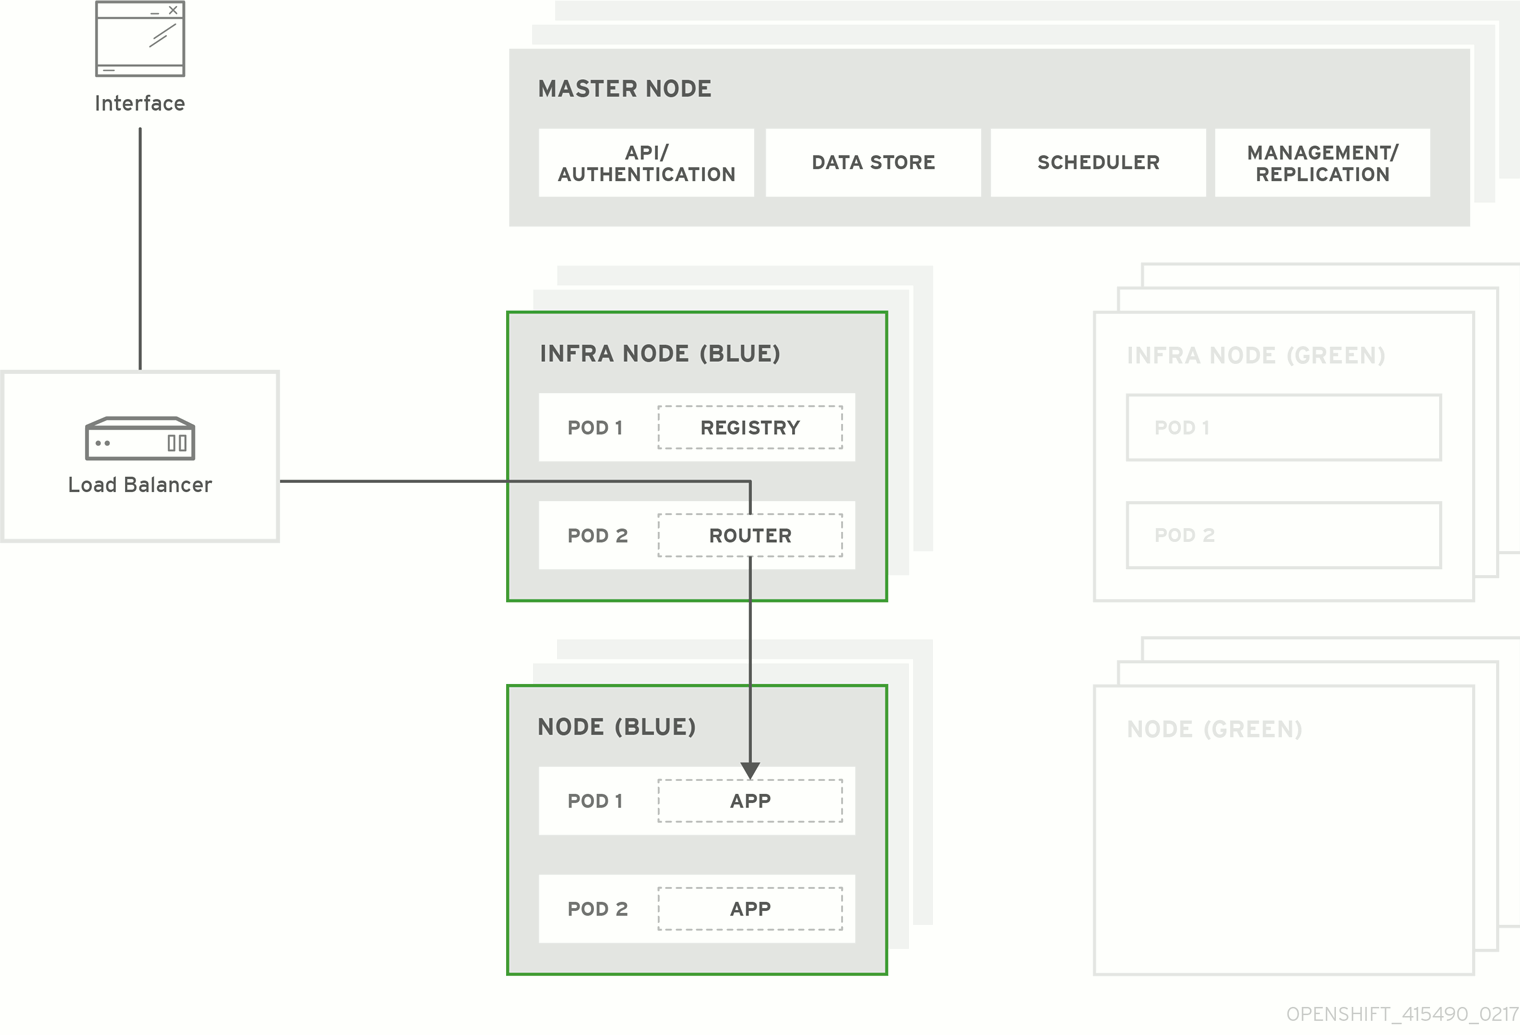 Interface
MASTER NODE
API/
AUTHENTICATION
DATA STORE
SCHEDULER
MANAGEMENT/
REPLICATION
Load Balancer
INFRA NODE (BLUE)
POD 1
REGISTRY
POD 2
ROUTER
INFRA NODE (GREEN)
POD 1
POD 2
NODE (BLUE)
POD 1
APP
POD 2
APP
NODE (GREEN)
OPENSHIFT_415490_0217